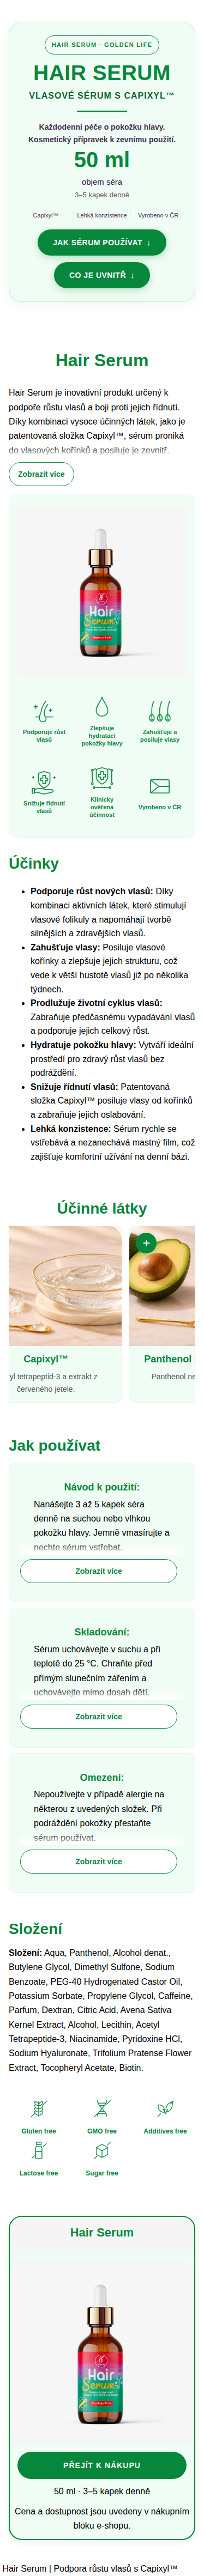 HAIR SERUM · GOLDEN LIFE
HAIR SERUM
VLASOVÉ SÉRUM S CAPIXYL™
Každodenní péče o pokožku hlavy.
Kosmetický přípravek k zevnímu použití.
50 ml
objem séra
3–5 kapek denně
Capixyl™
Lehká konzistence
Vyrobeno v ČR
JAK SÉRUM POUŽÍVAT ↓
CO JE UVNITŘ ↓
Hair Serum
Hair Serum je inovativní produkt určený k
podpoře růstu vlasů a boji proti jejich řídnutí.
Díky kombinaci vysoce účinných látek, jako je
patentovaná složka Capixyl™, sérum proniká
do vlasových kořínků a posiluje je zevnitř.
Zobrazit více
Hair
Serum
Podporuje růst
vlasů
Zlepšuje
hydrataci
pokožky hlavy
Zahušťuje a
posiluje vlasy
Snižuje řídnutí
vlasů
Klinicky
ověřená
účinnost
Vyrobeno v ČR
Účinky
• Podporuje růst nových vlasů: Díky
kombinaci aktivních látek, které stimulují
vlasové folikuly a napomáhají tvorbě
silnějších a zdravějších vlasů.
• Zahušťuje vlasy: Posiluje vlasové
kořínky a zlepšuje jejich strukturu, což
vede k větší hustotě vlasů již po několika
týdnech.
• Prodlužuje životní cyklus vlasů:
Zabraňuje předčasnému vypadávání vlasů
a podporuje jejich celkový růst.
• Hydratuje pokožku hlavy: Vytváří ideální
prostředí pro zdravý růst vlasů bez
podráždění.
• Snižuje řídnutí vlasů: Patentovaná
složka Capixyl™ posiluje vlasy od kořínků
a zabraňuje jejich oslabování.
• Lehká konzistence: Sérum rychle se
vstřebává a nezanechává mastný film, což
zajišťuje komfortní užívání na denní bázi.
Účinné látky
+
Capixyl™
yl tetrapeptid-3 a extrakt z
červeného jetele.
Panthenol
Panthenol ne
Jak používat
Návod k použití:
Nanášejte 3 až 5 kapek séra
denně na suchou nebo vlhkou
pokožku hlavy. Jemně vmasírujte a
nechte sérum vstřebat.
Zobrazit více
Skladování:
Sérum uchovávejte v suchu a při
teplotě do 25 °C. Chraňte před
přímým slunečním zářením a
uchovávejte mimo dosah dětí.
Zobrazit více
Omezení:
Nepoužívejte v případě alergie na
některou z uvedených složek. Při
podráždění pokožky přestaňte
sérum používat.
Zobrazit více
Složení
Složení: Aqua, Panthenol, Alcohol denat.,
Butylene Glycol, Dimethyl Sulfone, Sodium
Benzoate, PEG-40 Hydrogenated Castor Oil,
Potassium Sorbate, Propylene Glycol, Caffeine,
Parfum, Dextran, Citric Acid, Avena Sativa
Kernel Extract, Alcohol, Lecithin, Acetyl
Tetrapeptide-3, Niacinamide, Pyridoxine HCl,
Sodium Hyaluronate, Trifolium Pratense Flower
Extract, Tocopheryl Acetate, Biotin.
Gluten free
GMO free
Additives free
Lactose free
Sugar free
Hair Serum
Hair
Serum
PŘEJÍT K NÁKUPU
50 ml · 3–5 kapek denně
Cena a dostupnost jsou uvedeny v nákupním
bloku e-shopu.
Hair Serum | Podpora růstu vlasů s Capixyl™